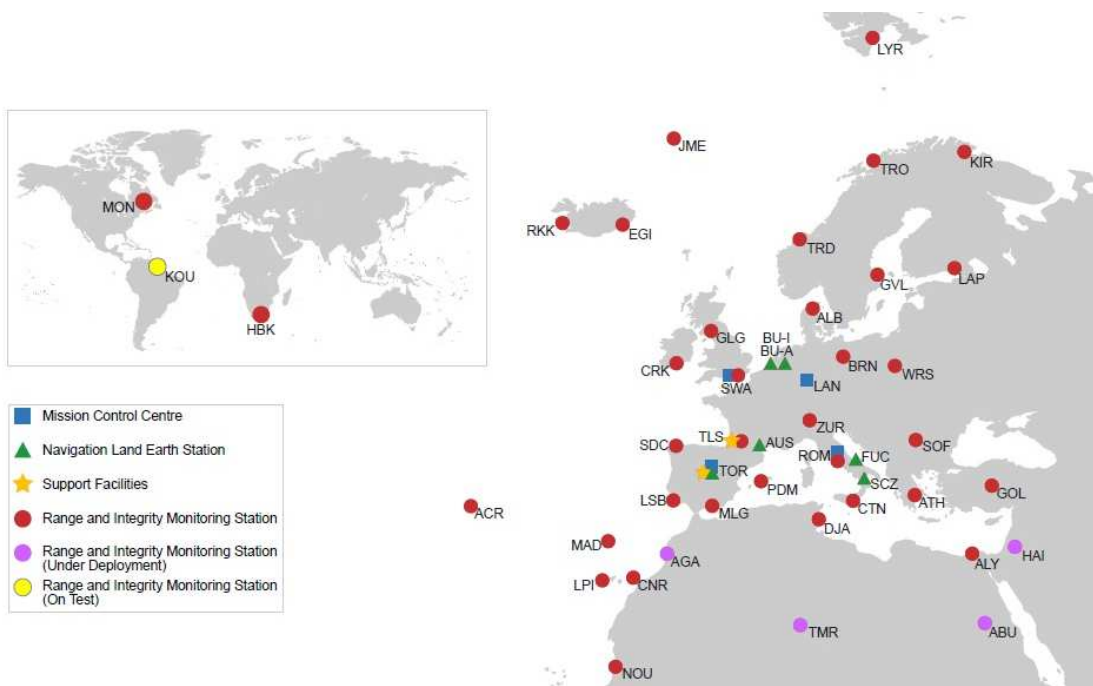 LYR
JME
TRO
KIR
MON
RKK
EGI
TRD
KOU
GVL
LAP
HBK
ALB
GLG
BU-I
BU-A
CRK
BRN
WRS
SWA
LAN
Mission Control Centre
ZUR
Navigation Land Earth Station
SDC
TLS
AUS
SOF
ROM
FUC
Support Facilities
TOR
SCZ
PDM
GOL
LSB
MLG
CTN
ATH
ACR
Range and Integrity Monitoring Station
DJA
MAD
Range and Integrity Monitoring Station
(Under Deployment)
AGA
ALY
HAI
LPI
CNR
Range and Integrity Monitoring Station
(On Test)
TMR
ABU
NOU